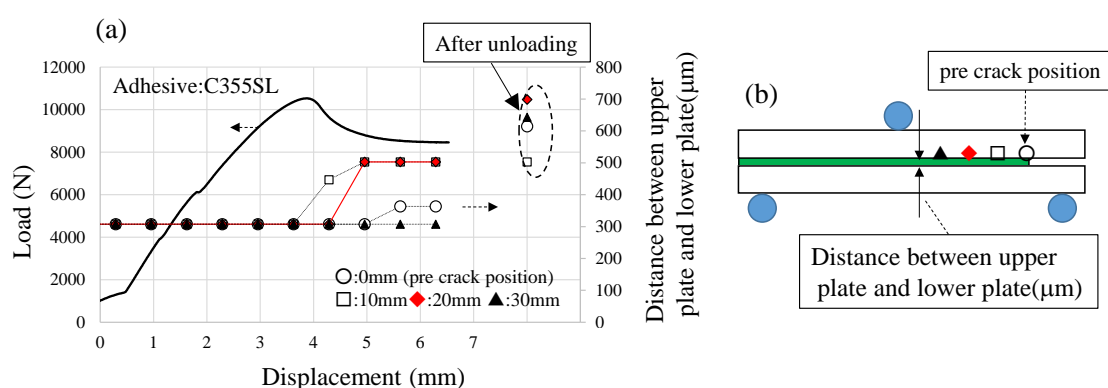 (a)
After unloading
12000
10000
8000
6000
4000
2000
0
Load (N)
Adhesive:C355SL
800
700
600
500
400
300
200
100
0
Distance between upper
plate and lower plate(μm)
○:0mm (pre crack position)
□:10mm ◆:20mm ▲:30mm
0 1 2 3 4 5 6 7
Displacement (mm)
pre crack position
(b)
Distance between upper
plate and lower plate(μm)